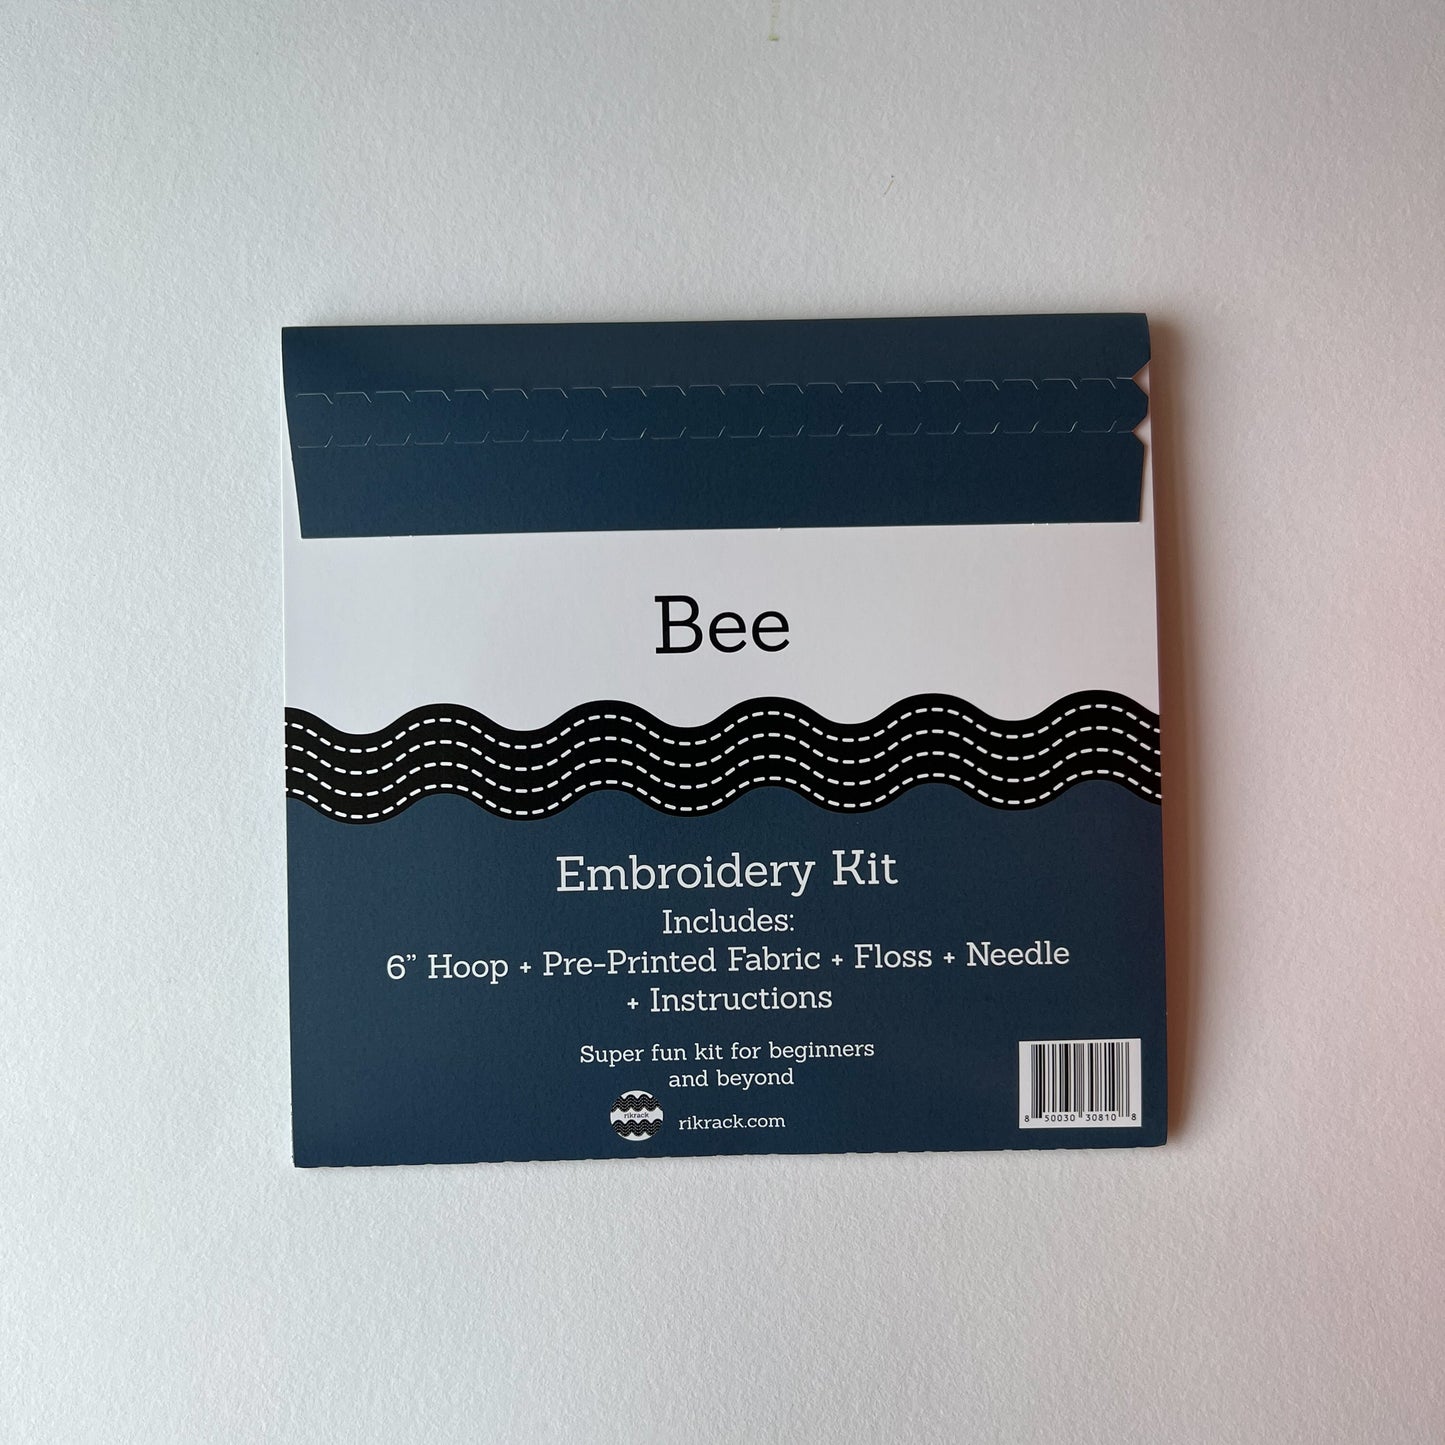 Bee
Embroidery Kit
Includes:
6” Hoop + Pre-Printed Fabric + Floss + Needle
+ Instructions
Super fun kit for beginners
and beyond
rikrack
rikrack.com
8 50030 30810 8